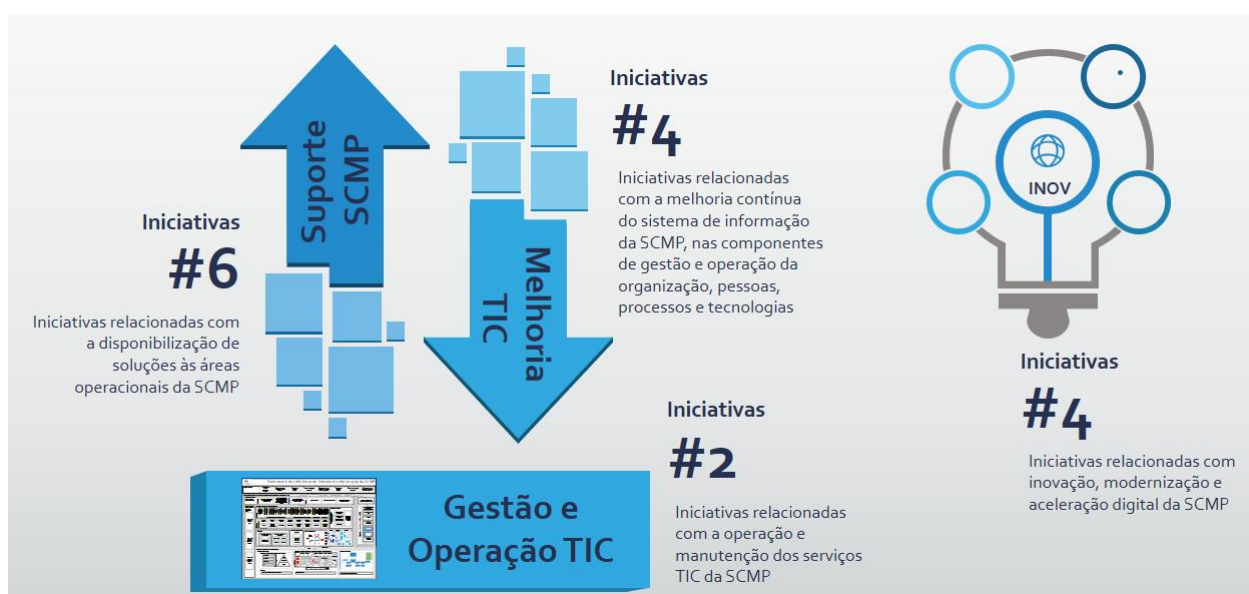 Suporte
SCMP
Iniciativas
#6
Iniciativas relacionadas com
a disponibilização de
soluções às áreas
operacionais da SCMP
Melhoria
TIC
Iniciativas
#4
Iniciativas relacionadas
com a melhoria contínua
do sistema de informação
da SCMP, nas componentes
de gestão e operação da
organização, pessoas,
processos e tecnologias
Gestão e
Operação TIC
Iniciativas
#2
Iniciativas relacionadas
com a operação e
manutenção dos serviços
TIC da SCMP
INOV
Iniciativas
#4
Iniciativas relacionadas com
inovação, modernização e
aceleração digital da SCMP